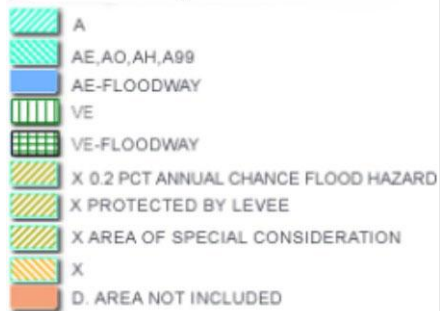 A
AE,AO,AH,A99
AE-FLOODWAY
VE
VE-FLOODWAY
X 0.2 PCT ANNUAL CHANCE FLOOD HAZARD
X PROTECTED BY LEVEE
X AREA OF SPECIAL CONSIDERATION
X
D. AREA NOT INCLUDED